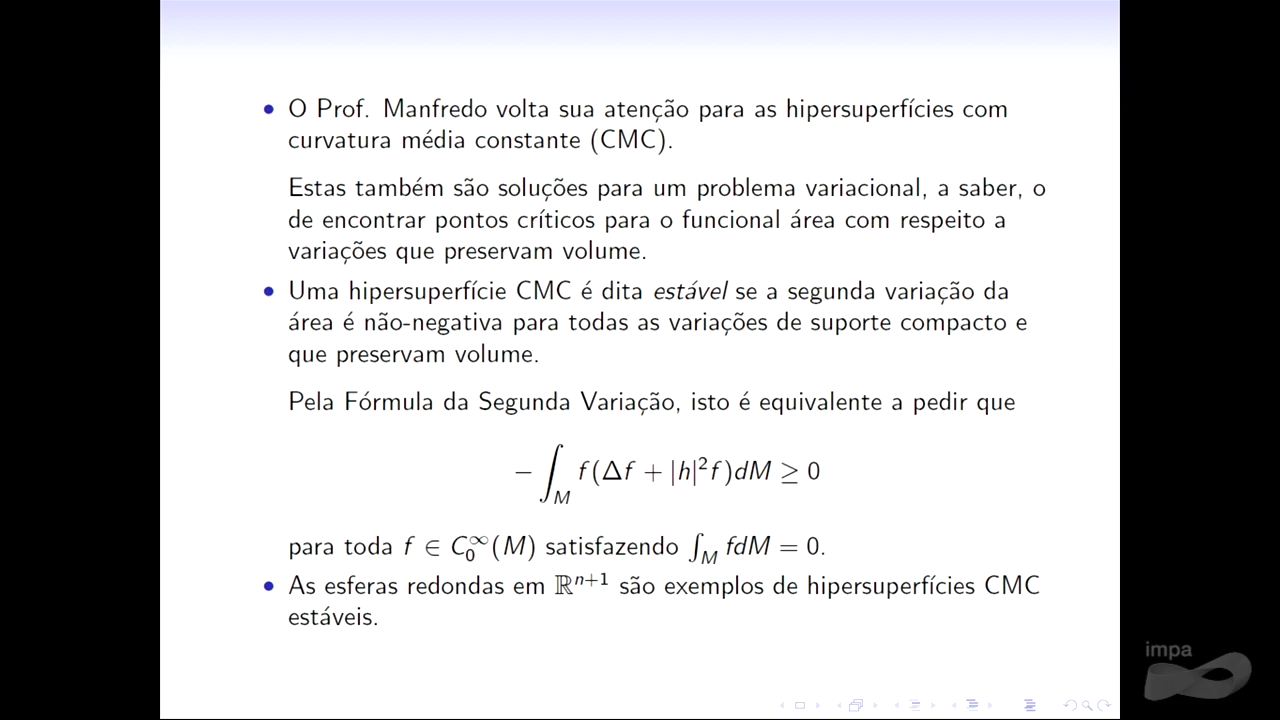 • O Prof. Manfredo volta sua atenção para as hipersuperfícies com
curvatura média constante (CMC).
Estas também são soluções para um problema variacional, a saber, o
de encontrar pontos críticos para o funcional área com respeito a
variações que preservam volume.
• Uma hipersuperfície CMC é dita estável se a segunda variação da
área é não-negativa para todas as variações de suporte compacto e
que preservam volume.
Pela Fórmula da Segunda Variação, isto é equivalente a pedir que
− ∫_M f(Δf + |h|²f)dM ≥ 0
para toda f ∈ C₀^∞(M) satisfazendo ∫_M fdM = 0.
• As esferas redondas em ℝⁿ⁺¹ são exemplos de hipersuperfícies CMC
estáveis.
impa